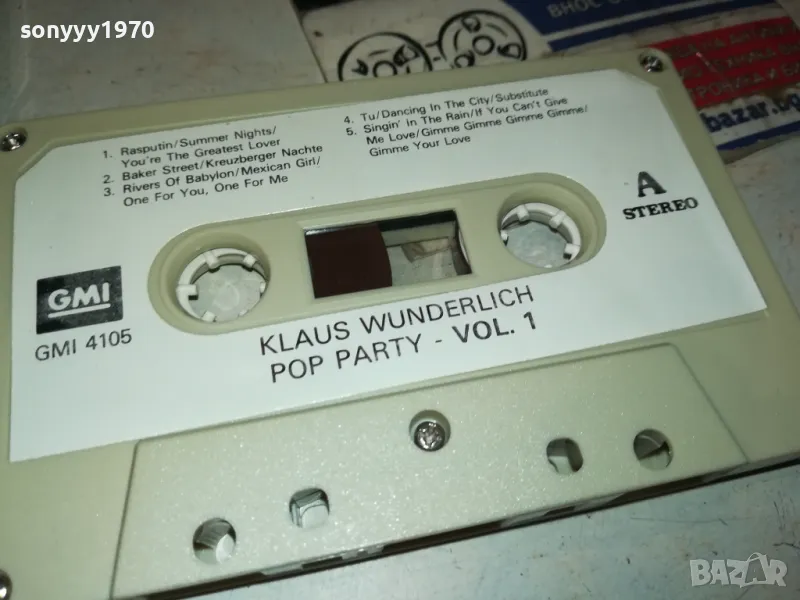 sonyyy1970
1. Rasputin/Summer Nights/
You're The Greatest Lover
2. Baker Street/Kreuzberger Nachte
3. Rivers Of Babylon/Mexican Girl/
One For You, One For Me
4. Tu/Dancing In The City/Substitute
5. Singin' In The Rain/If You Can't Give
Me Love/Gimme Gimme Gimme Gimme/
Gimme Your Love
A
STEREO
GMI
GMI 4105
KLAUS WUNDERLICH
POP PARTY - VOL. 1
bazar.bg
BAZAR